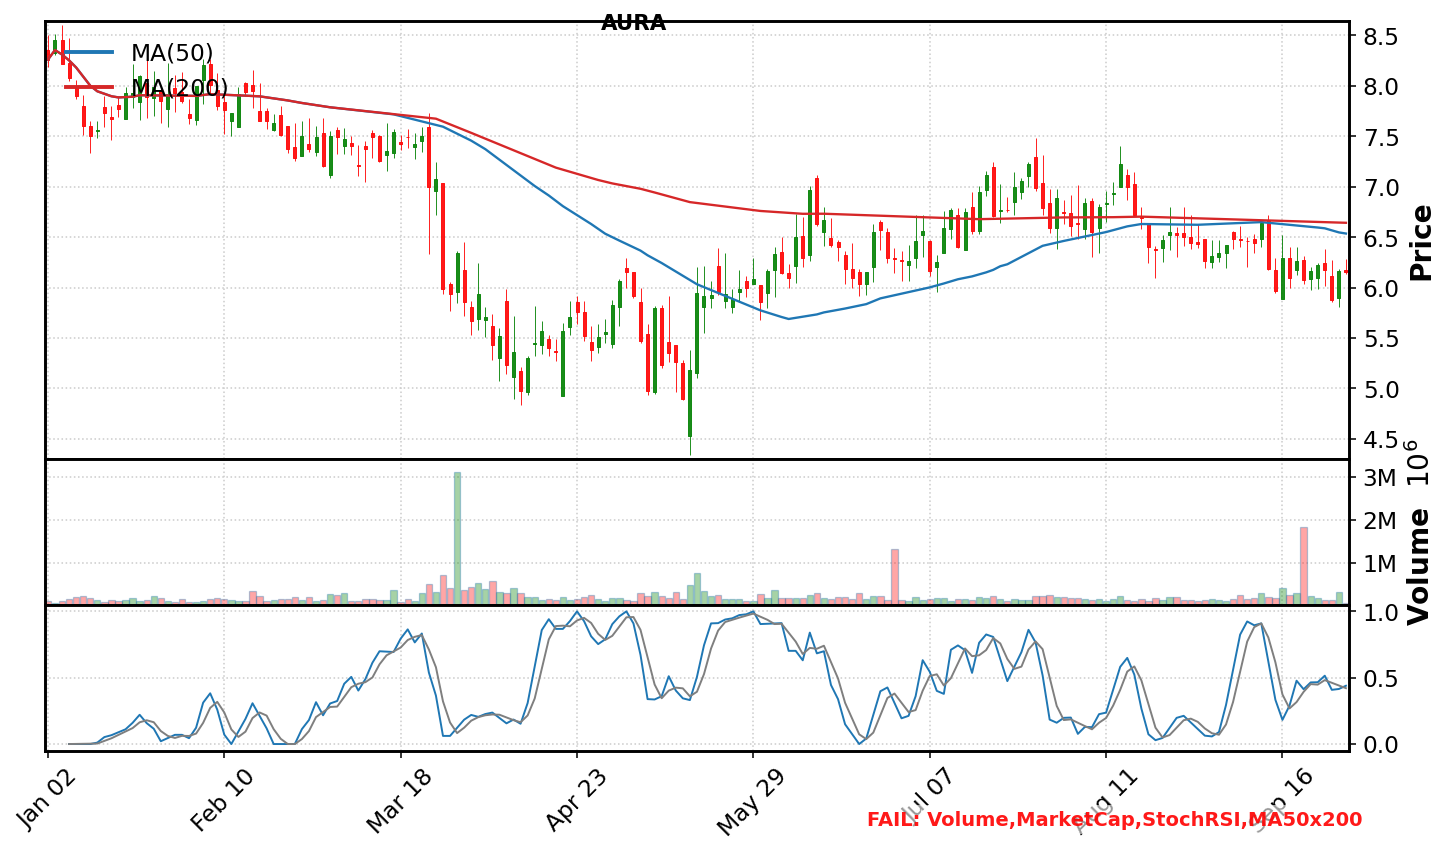 AURA
MA(50)
MA(200)
8.5
8.0
7.5
7.0
6.5
6.0
5.5
5.0
4.5
Price
3M
2M
1M
Volume 10^6
1.0
0.5
0.0
Jan 02
Feb 10
Mar 18
Apr 23
May 29
Jul 07
Aug 11
Sep 16
FAIL: Volume,MarketCap,StochRSI,MA50x200